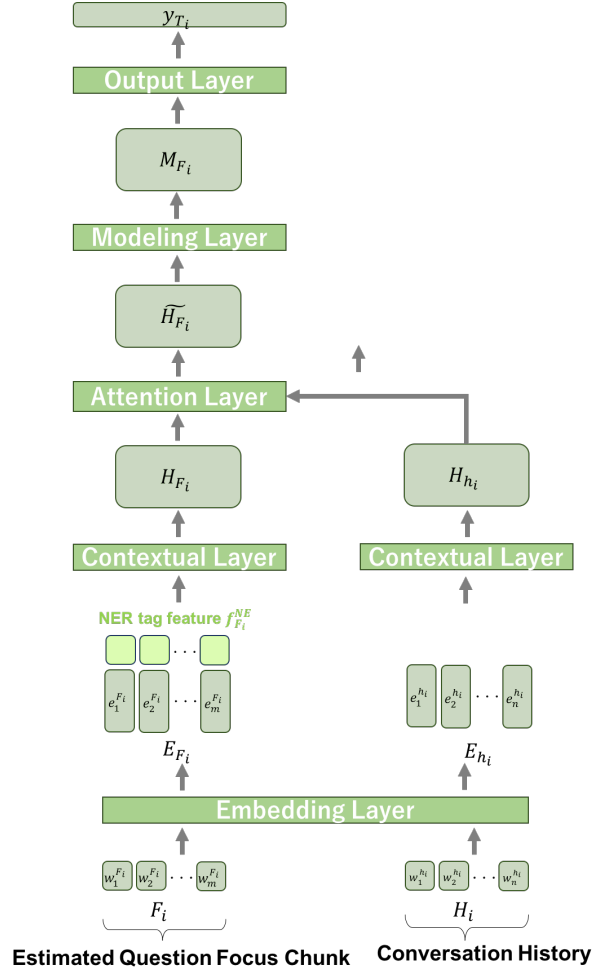 y_{T_i}
Output Layer
M_{F_i}
Modeling Layer
\widetilde{H_{F_i}}
Attention Layer
H_{F_i}
H_{h_i}
Contextual Layer
Contextual Layer
NER tag feature f_{F_i}^{NE}
· · ·
e_1^{F_i} e_2^{F_i} · · · e_m^{F_i}
e_1^{h_i} e_2^{h_i} · · · e_n^{h_i}
E_{F_i}
E_{h_i}
Embedding Layer
w_1^{F_i} w_2^{F_i} · · · w_m^{F_i}
w_1^{h_i} w_2^{h_i} · · · w_n^{h_i}
F_i
H_i
Estimated Question Focus Chunk
Conversation History